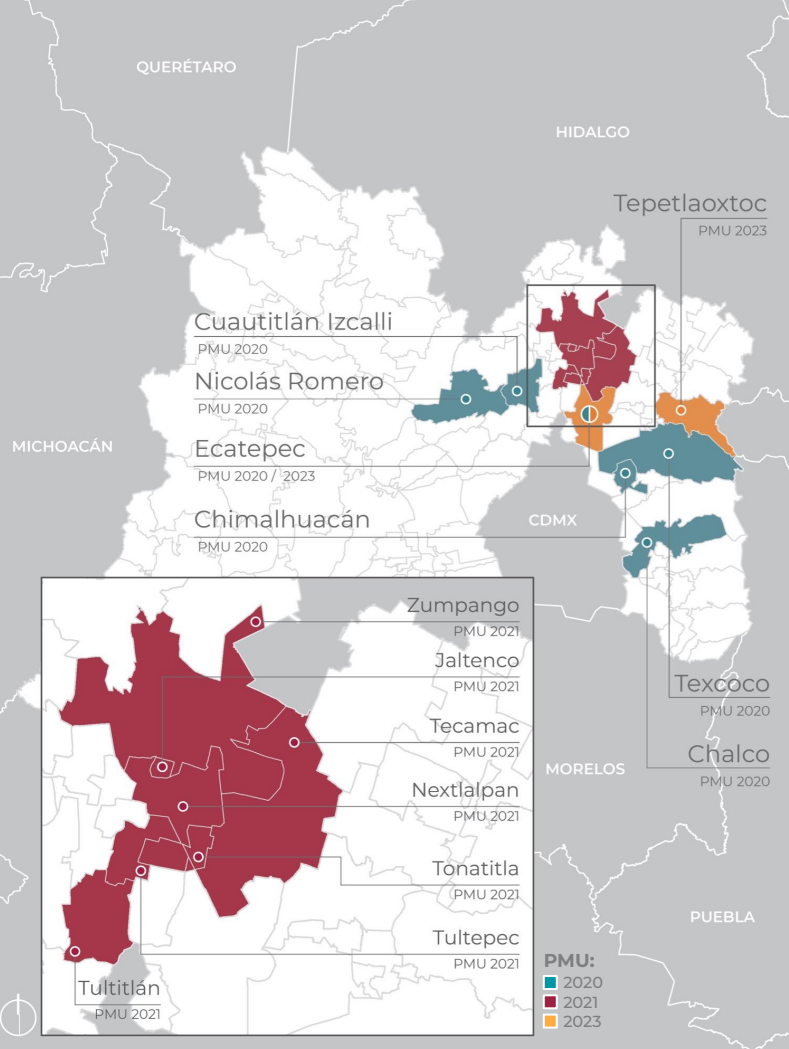 QUERÉTARO
HIDALGO
Tepetlaoxtoc
PMU 2023
Cuautitlán Izcalli
PMU 2020
Nicolás Romero
PMU 2020
MICHOACÁN
Ecatepec
PMU 2020 / 2023
Chimalhuacán
PMU 2020
CDMX
Zumpango
PMU 2021
Jaltenco
PMU 2021
Tecamac
PMU 2021
Nextlalpan
PMU 2021
Tonatitla
PMU 2021
Tultepec
PMU 2021
Tultitlán
PMU 2021
Texcoco
PMU 2020
Chalco
PMU 2020
MORELOS
PUEBLA
PMU:
2020
2021
2023